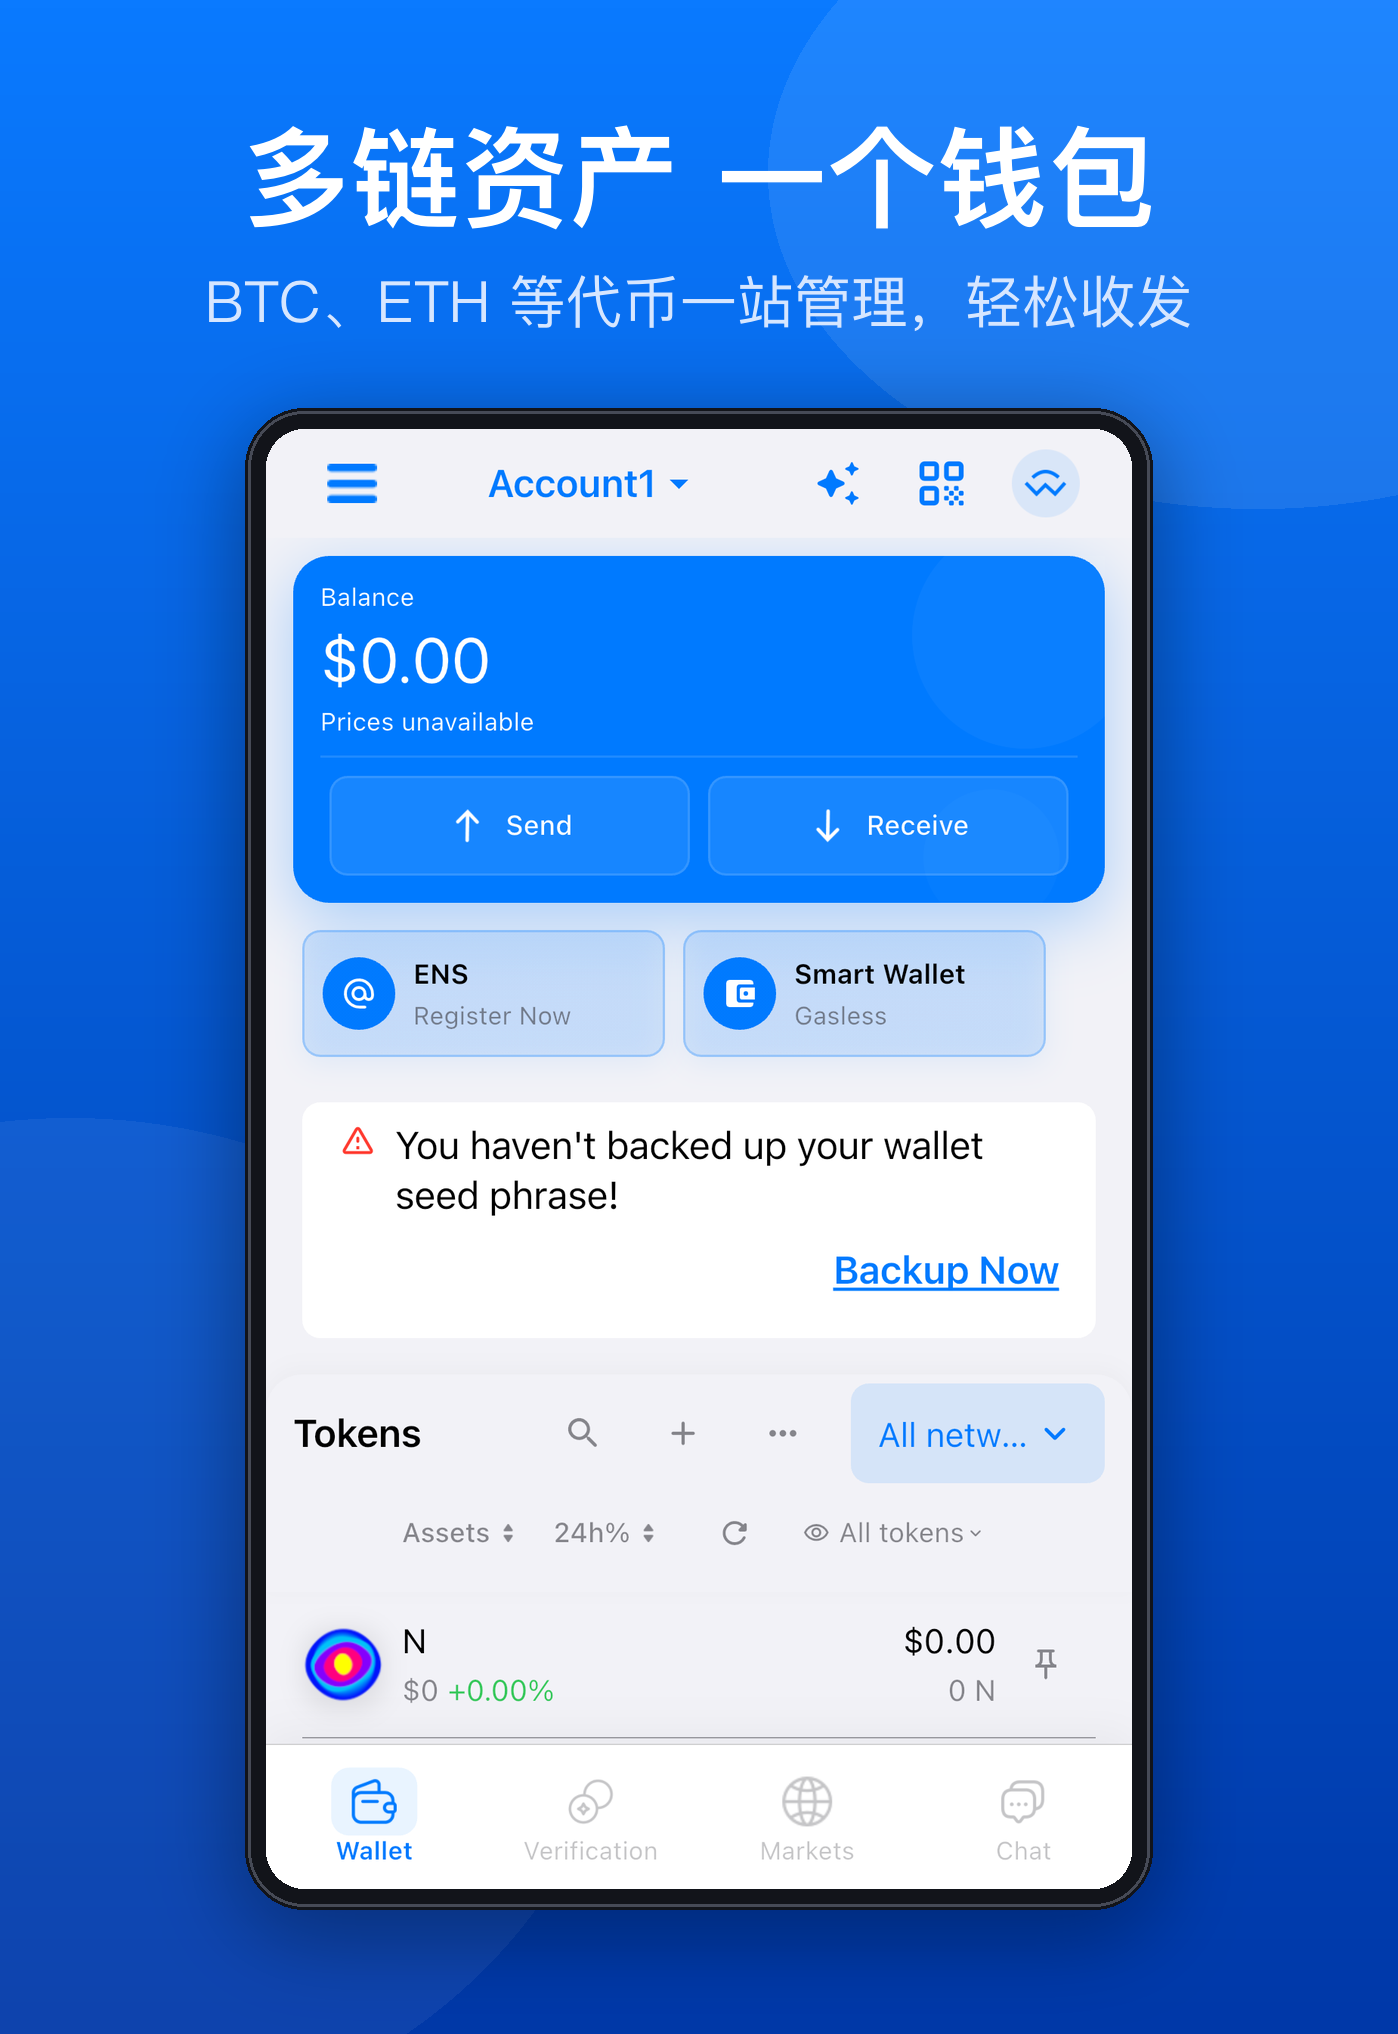 多链资产 一个钱包
BTC、ETH 等代币一站管理，轻松收发
Account1
Balance
$0.00
Prices unavailable
Send
Receive
ENS
Register Now
Smart Wallet
Gasless
You haven't backed up your wallet
seed phrase!
Backup Now
Tokens
All netw...
Assets
24h%
All tokens
N
$0.00
$0 +0.00%
0 N
Wallet
Verification
Markets
Chat